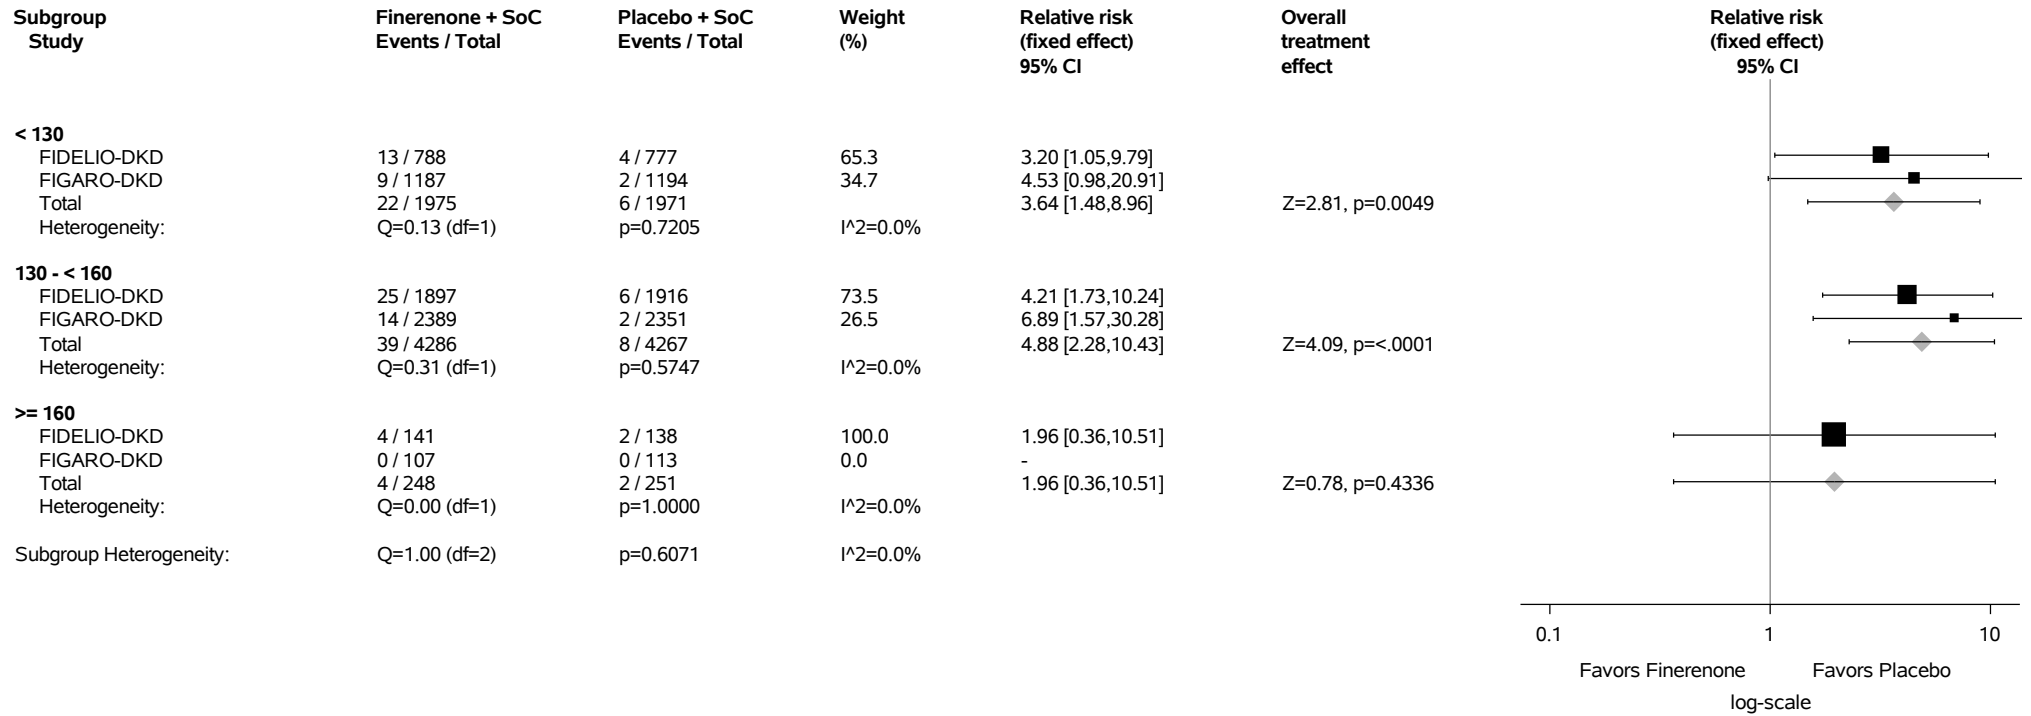 Subgroup Finerenone + SoC Placebo + SoC Weight Relative risk Overall Relative risk
Study Events / Total Events / Total (%) (fixed effect) treatment (fixed effect)
95% CI effect 95% CI
< 130
FIDELIO-DKD 13 / 788 4 / 777 65.3 3.20 [1.05,9.79]
FIGARO-DKD 9 / 1187 2 / 1194 34.7 4.53 [0.98,20.91]
Total 22 / 1975 6 / 1971 3.64 [1.48,8.96] Z=2.81, p=0.0049
Heterogeneity: Q=0.13 (df=1) p=0.7205 I^2=0.0%
130 - < 160
FIDELIO-DKD 25 / 1897 6 / 1916 73.5 4.21 [1.73,10.24]
FIGARO-DKD 14 / 2389 2 / 2351 26.5 6.89 [1.57,30.28]
Total 39 / 4286 8 / 4267 4.88 [2.28,10.43] Z=4.09, p=<.0001
Heterogeneity: Q=0.31 (df=1) p=0.5747 I^2=0.0%
>= 160
FIDELIO-DKD 4 / 141 2 / 138 100.0 1.96 [0.36,10.51]
FIGARO-DKD 0 / 107 0 / 113 0.0 -
Total 4 / 248 2 / 251 1.96 [0.36,10.51] Z=0.78, p=0.4336
Heterogeneity: Q=0.00 (df=1) p=1.0000 I^2=0.0%
Subgroup Heterogeneity: Q=1.00 (df=2) p=0.6071 I^2=0.0%
0.1 1 10
Favors Finerenone Favors Placebo
log-scale